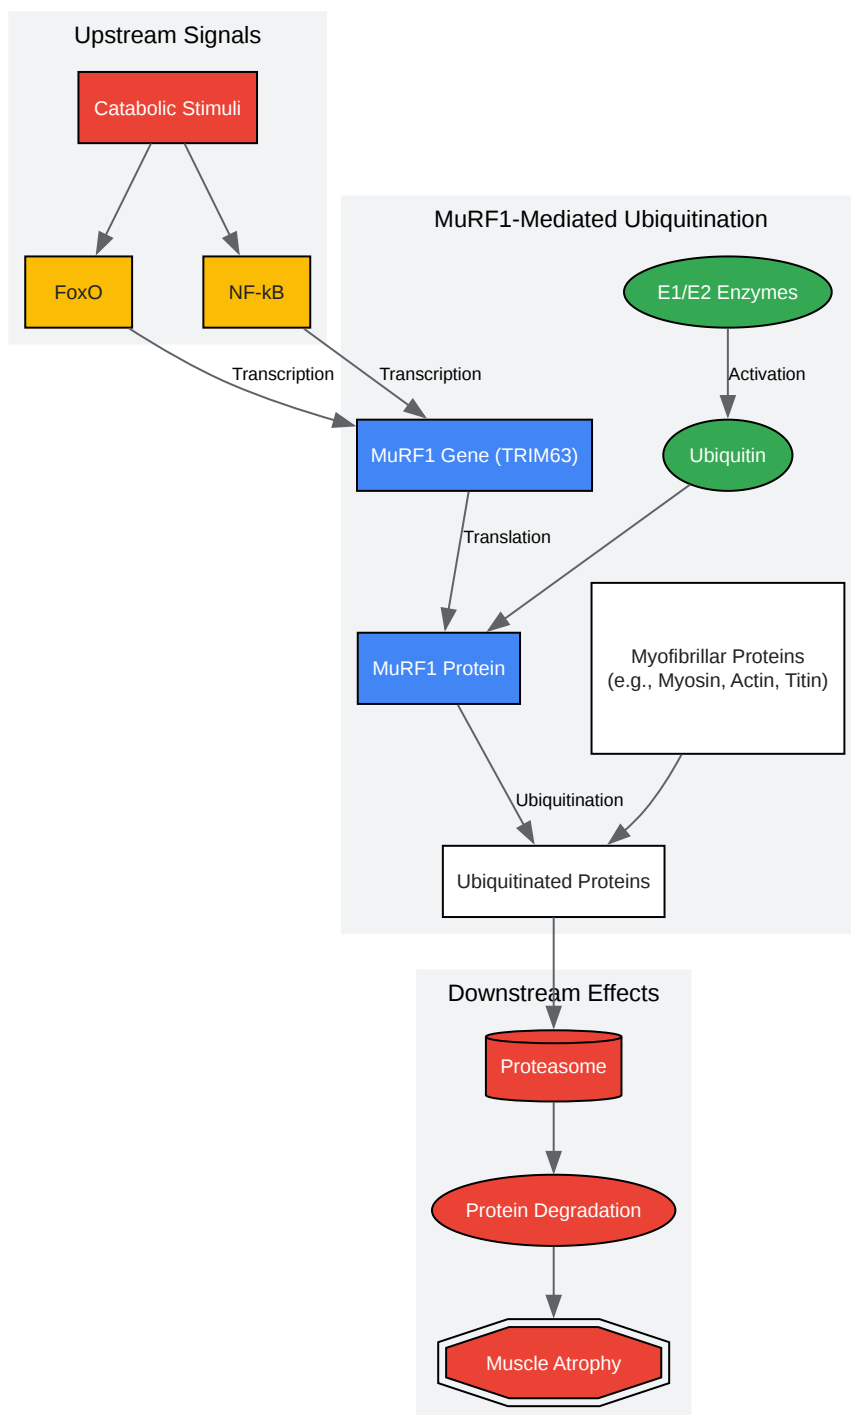 Upstream Signals
Catabolic Stimuli
MuRF1-Mediated Ubiquitination
FoxO
NF-kB
E1/E2 Enzymes
Transcription
Transcription
Activation
MuRF1 Gene (TRIM63)
Ubiquitin
Translation
Myofibrillar Proteins
(e.g., Myosin, Actin, Titin)
MuRF1 Protein
Ubiquitination
Ubiquitinated Proteins
Downstream Effects
Proteasome
Protein Degradation
Muscle Atrophy